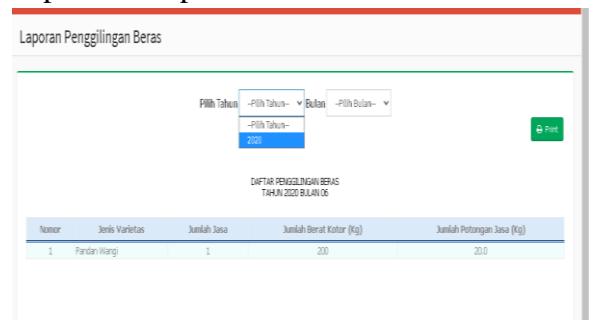 Laporan Penggilingan Beras
Pilih Tahun --Pilih Tahun-- Bulan --Pilih Bulan--
--Pilih Tahun--
2020
Print
DAFTAR PENGGILINGAN BERAS
TAHUN 2020 BULAN 06
Nomor Jenis Varietas Jumlah Jasa Jumlah Berat Kotor (Kg) Jumlah Potongan Jasa (Kg)
1 Pandan Wangi 1 200 20.0